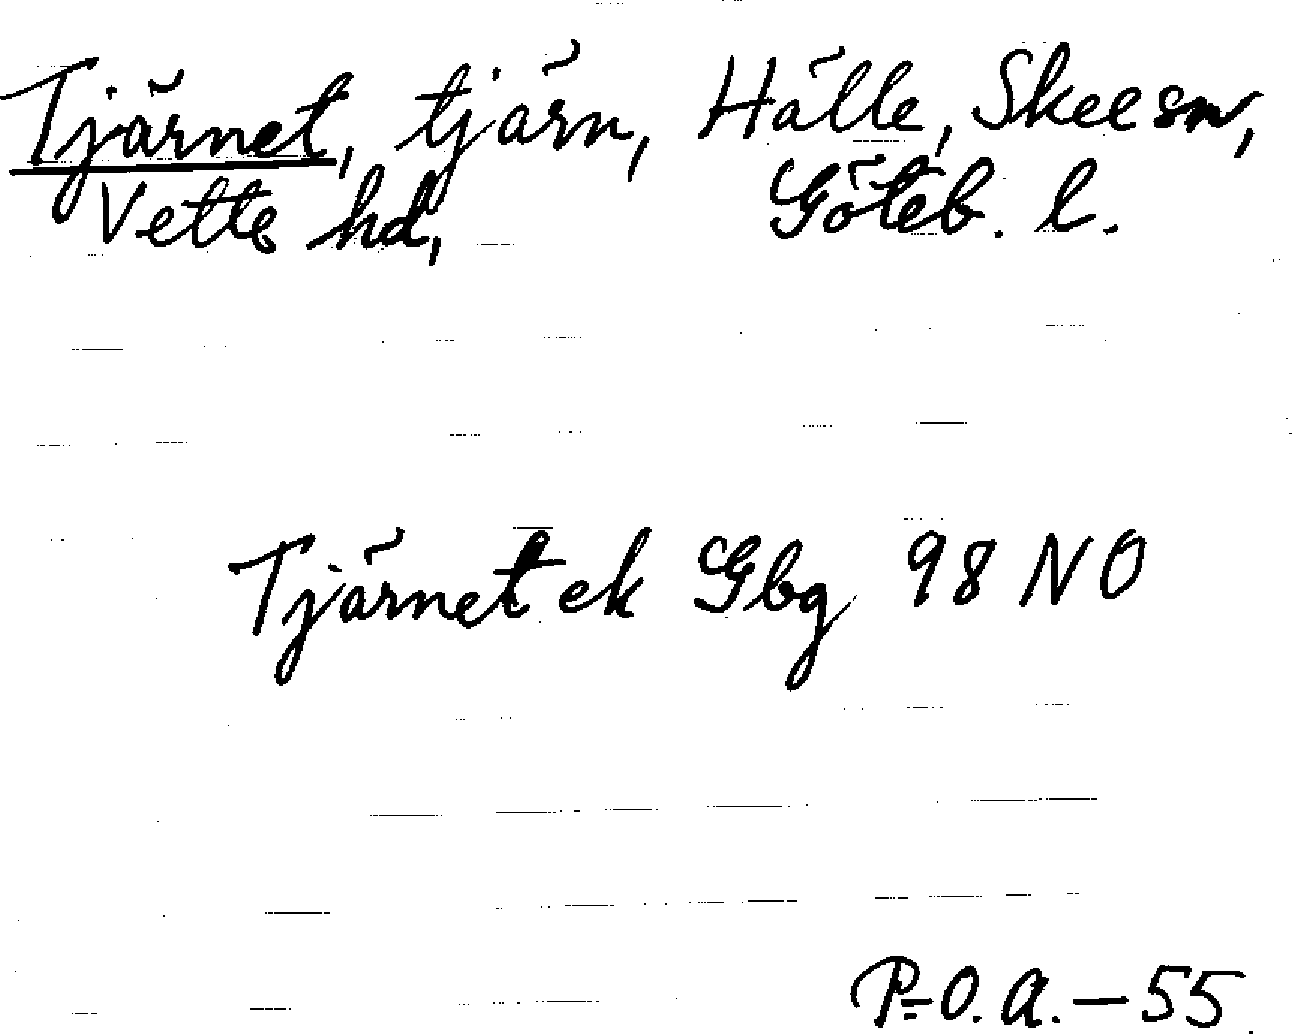 Tjärnet, tjärn, Hälle, Skee sn,
Vette hd, Göteb. l.
Tjärnet ek Gbg 98 NO
P-O.A.-55